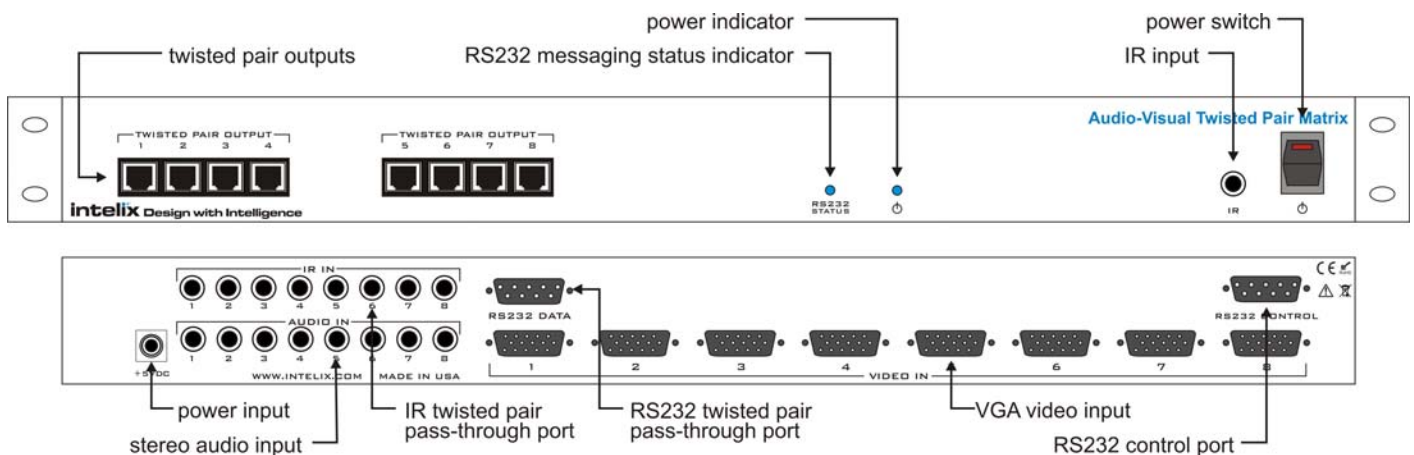 power indicator
power switch
twisted pair outputs
RS232 messaging status indicator
IR input
Audio-Visual Twisted Pair Matrix
TWISTED PAIR OUTPUT
1 2 3 4
TWISTED PAIR OUTPUT
5 6 7 8
intelix Design with Intelligence
RS232
STATUS
IR
IR IN
1 2 3 4 5 6 7 8
RS232 DATA
RS232 CONTROL
CE
AUDIO IN
1 2 3 4 5 6 7 8
+5VDC
WWW.INTELIX.COM MADE IN USA
1 2 3 4 6 7 8
VIDEO IN
power input
IR twisted pair
pass-through port
RS232 twisted pair
pass-through port
VGA video input
stereo audio input
RS232 control port